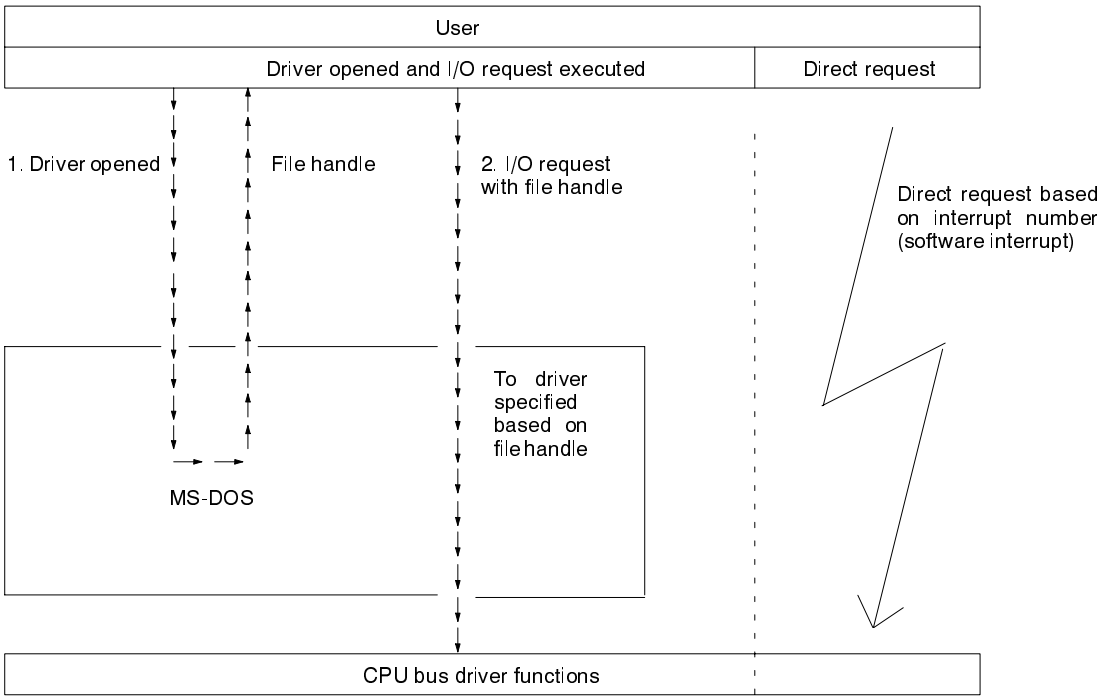 User
Driver opened and I/O request executed
Direct request
1. Driver opened
File handle
2. I/O request
with file handle
Direct request based
on interrupt number
(software interrupt)
To driver
specified
based on
file handle
MS-DOS
CPU bus driver functions